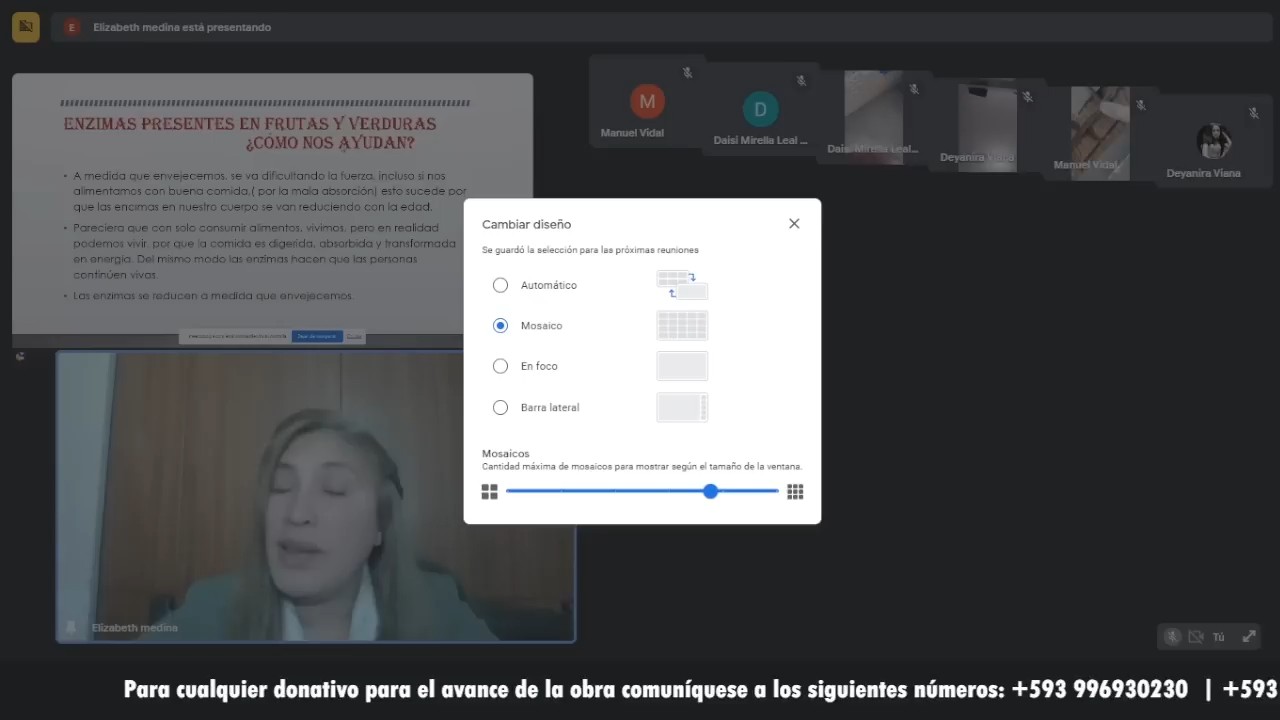 Elizabeth medina está presentando
E
ENZIMAS PRESENTES EN FRUTAS Y VERDURAS
¿CÓMO NOS AYUDAN?
• A medida que envejecemos, se va dificultando la fuerza, incluso si nos
alimentamos con buena comida,( por la mala absorción) esto sucede por
que las encimas en nuestro cuerpo se van reduciendo con la edad.
• Pareciera que con solo consumir alimentos, vivimos, pero en realidad
podemos vivir, por que la comida es digerida, absorbida y transformada
en energía. Del mismo modo las enzimas hacen que las personas
continúen vivas.
• Las enzimas se reducen a medida que envejecemos.
M
Manuel Vidal
D
Daisi Mirella Leal ...
Daisi Mirella Leal...
Deyanira Viana
Manuel Vidal
Deyanira Viana
Cambiar diseño
Se guardó la selección para las próximas reuniones
Automático
Mosaico
En foco
Barra lateral
Mosaicos
Cantidad máxima de mosaicos para mostrar según el tamaño de la ventana.
Elizabeth medina
Tú
Para cualquier donativo para el avance de la obra comuníquese a los siguientes números: +593 996930230 | +593